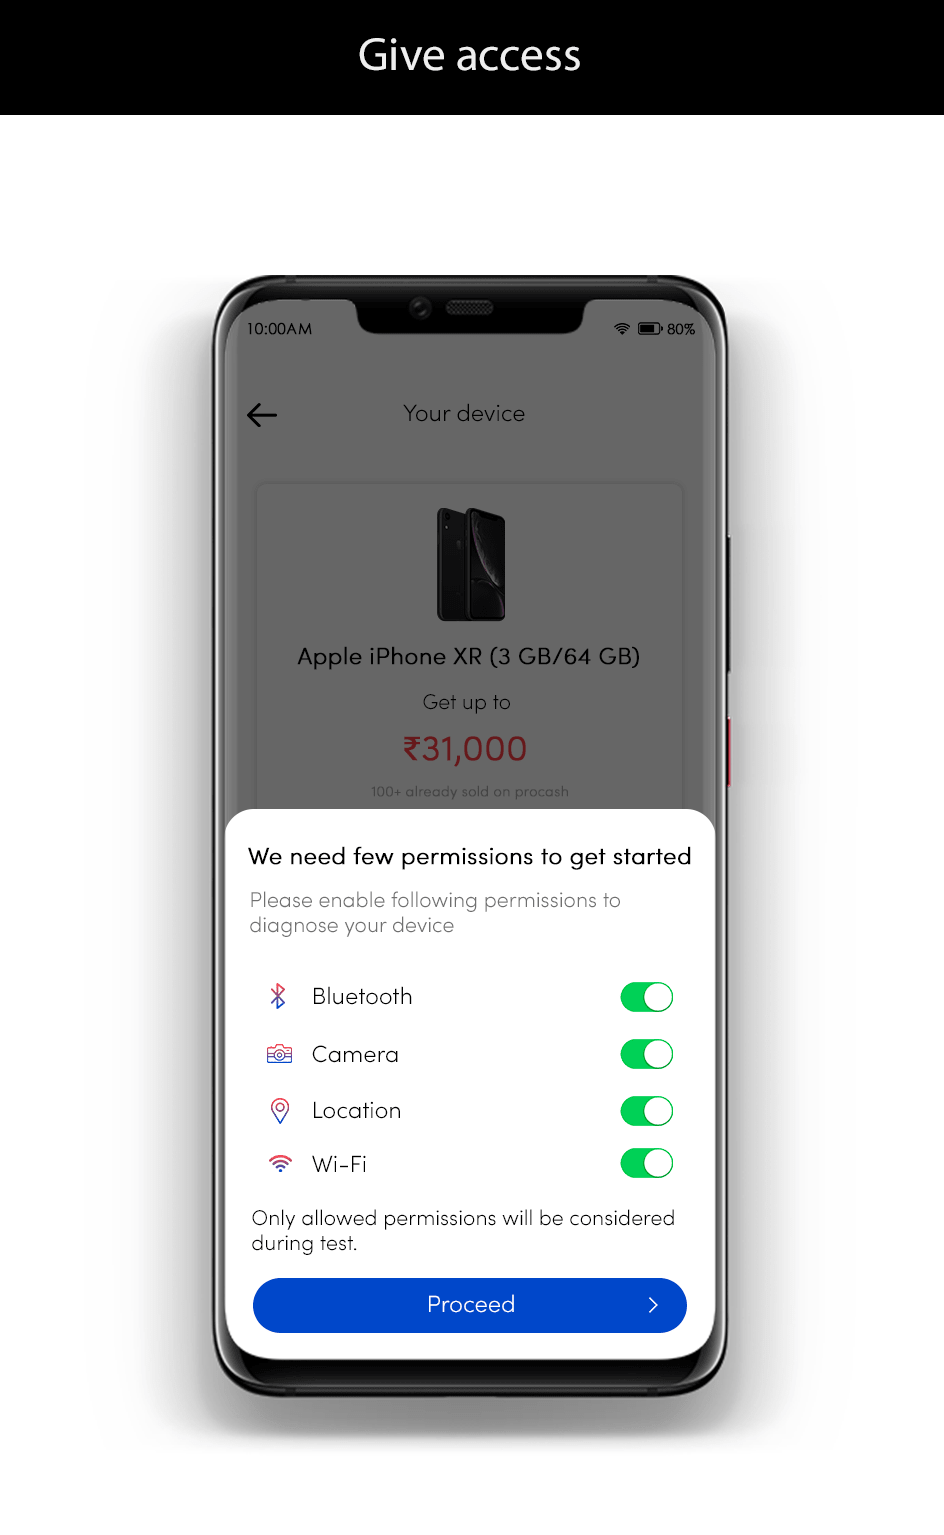 Give access
10:00AM
80%
Your device
Apple iPhone XR (3 GB/64 GB)
Get up to
₹31,000
100+ already sold on procash
We need few permissions to get started
Please enable following permissions to
diagnose your device
Bluetooth
Camera
Location
Wi-Fi
Only allowed permissions will be considered
during test.
Proceed